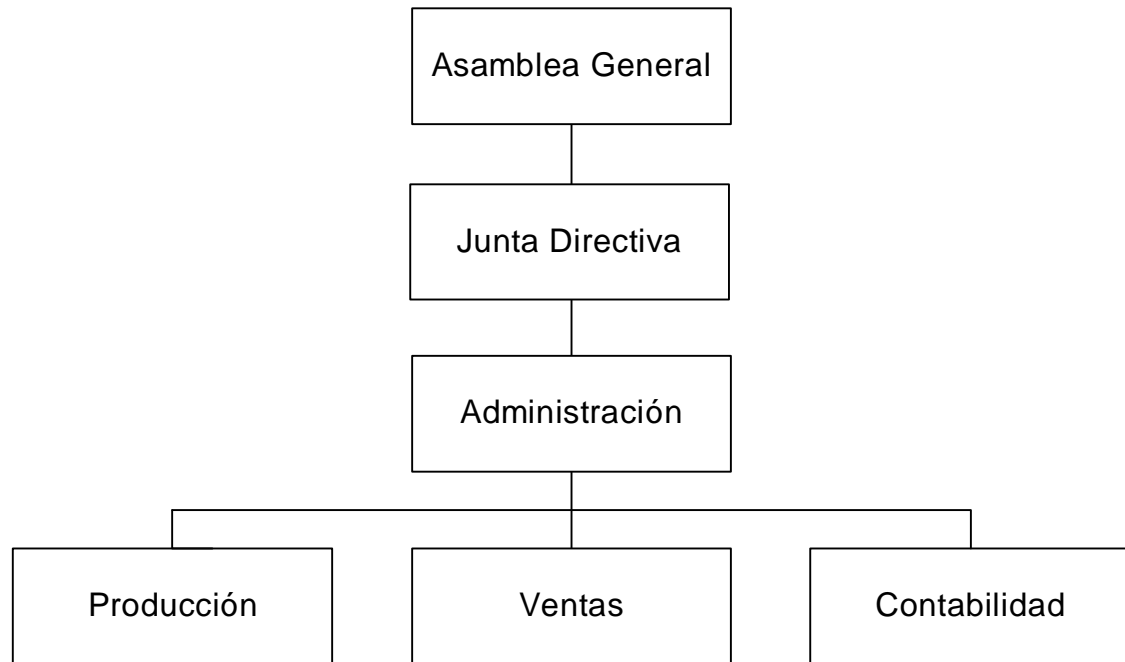 Asamblea General
Junta Directiva
Administración
Producción
Ventas
Contabilidad